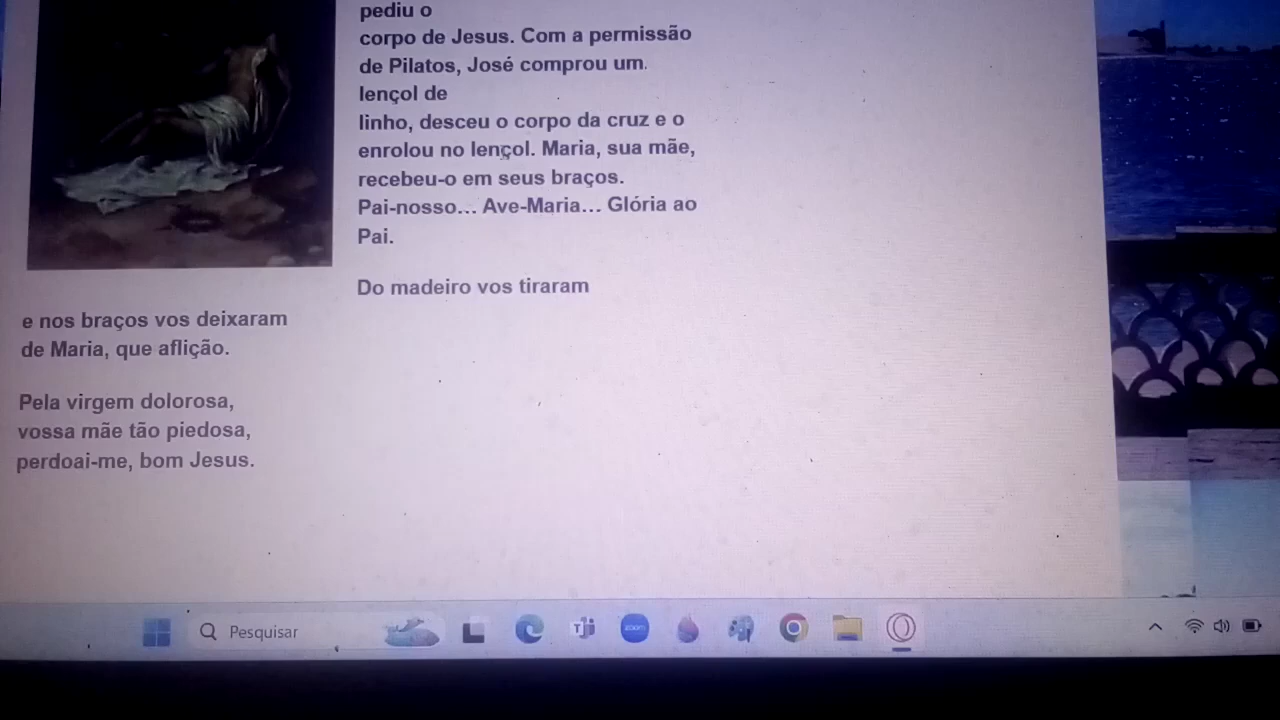 pediu o
corpo de Jesus. Com a permissão
de Pilatos, José comprou um
lençol de
linho, desceu o corpo da cruz e o
enrolou no lençol. Maria, sua mãe,
recebeu-o em seus braços.
Pai-nosso... Ave-Maria... Glória ao
Pai.
Do madeiro vos tiraram
e nos braços vos deixaram
de Maria, que aflição.
Pela virgem dolorosa,
vossa mãe tão piedosa,
perdoai-me, bom Jesus.
Pesquisar
zoom